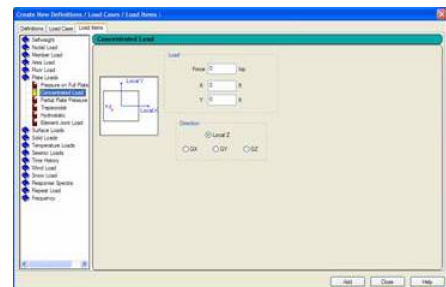 Create New Definitions / Load Cases / Load Items :
Definitions Load Case Load Items
Selfweight
Nodal Load
Member Load
Area Load
Floor Load
Plate Loads
Pressure on Full Plate
Concentrated Load
Partial Plate Pressure
Trapezoidal
Hydrostatic
Element Joint Load
Surface Loads
Solid Loads
Temperature Loads
Seismic Loads
Time History
Wind Load
Snow Load
Response Spectra
Repeat Load
Frequency
Concentrated Load
Local Y
Local X
Load
Force 0 kip
X 0 ft
Y 0 ft
Direction
Local Z
GX GY GZ
Add Close Help